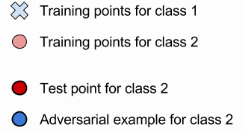 Training points for class 1
Training points for class 2
Test point for class 2
Adversarial example for class 2